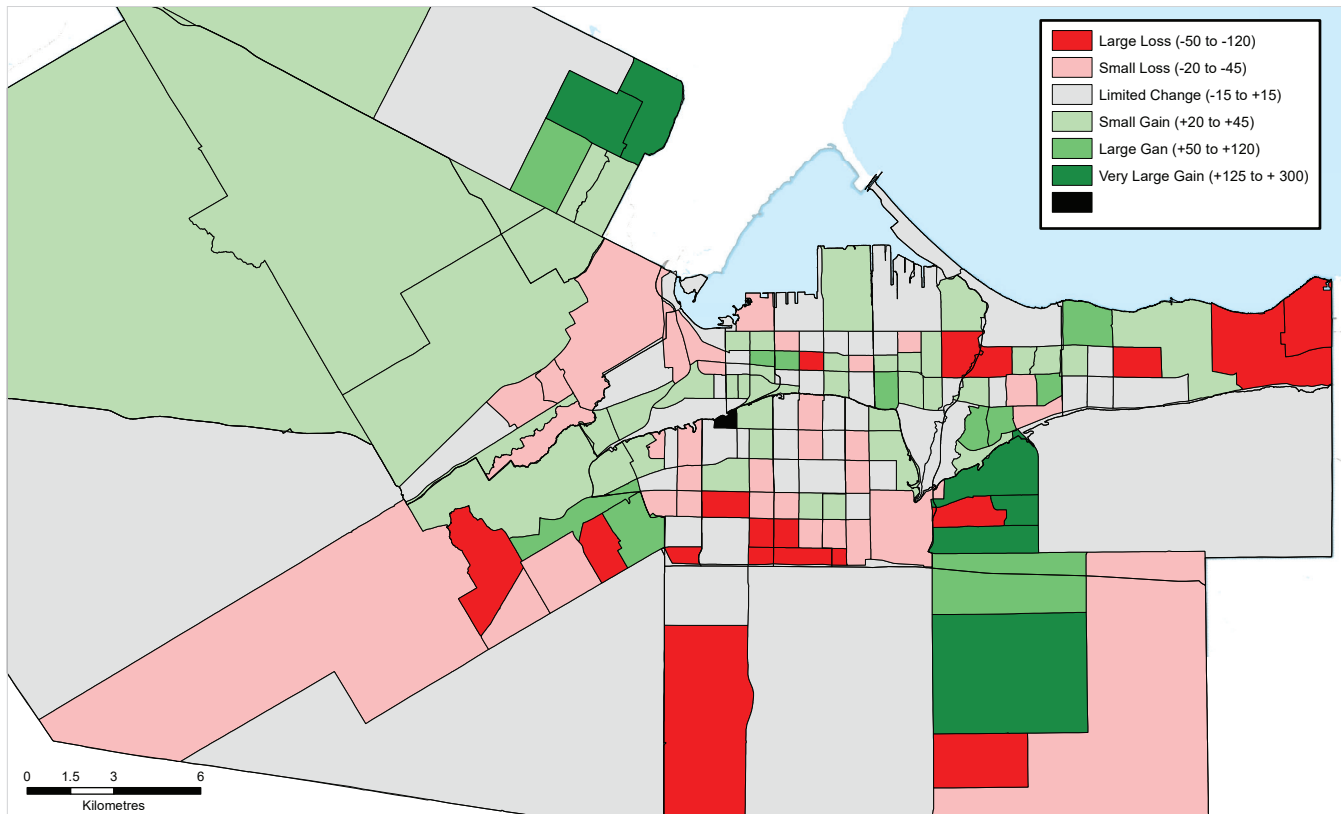 Large Loss (-50 to -120)
Small Loss (-20 to -45)
Limited Change (-15 to +15)
Small Gain (+20 to +45)
Large Gan (+50 to +120)
Very Large Gain (+125 to + 300)
0 1.5 3 6
Kilometres